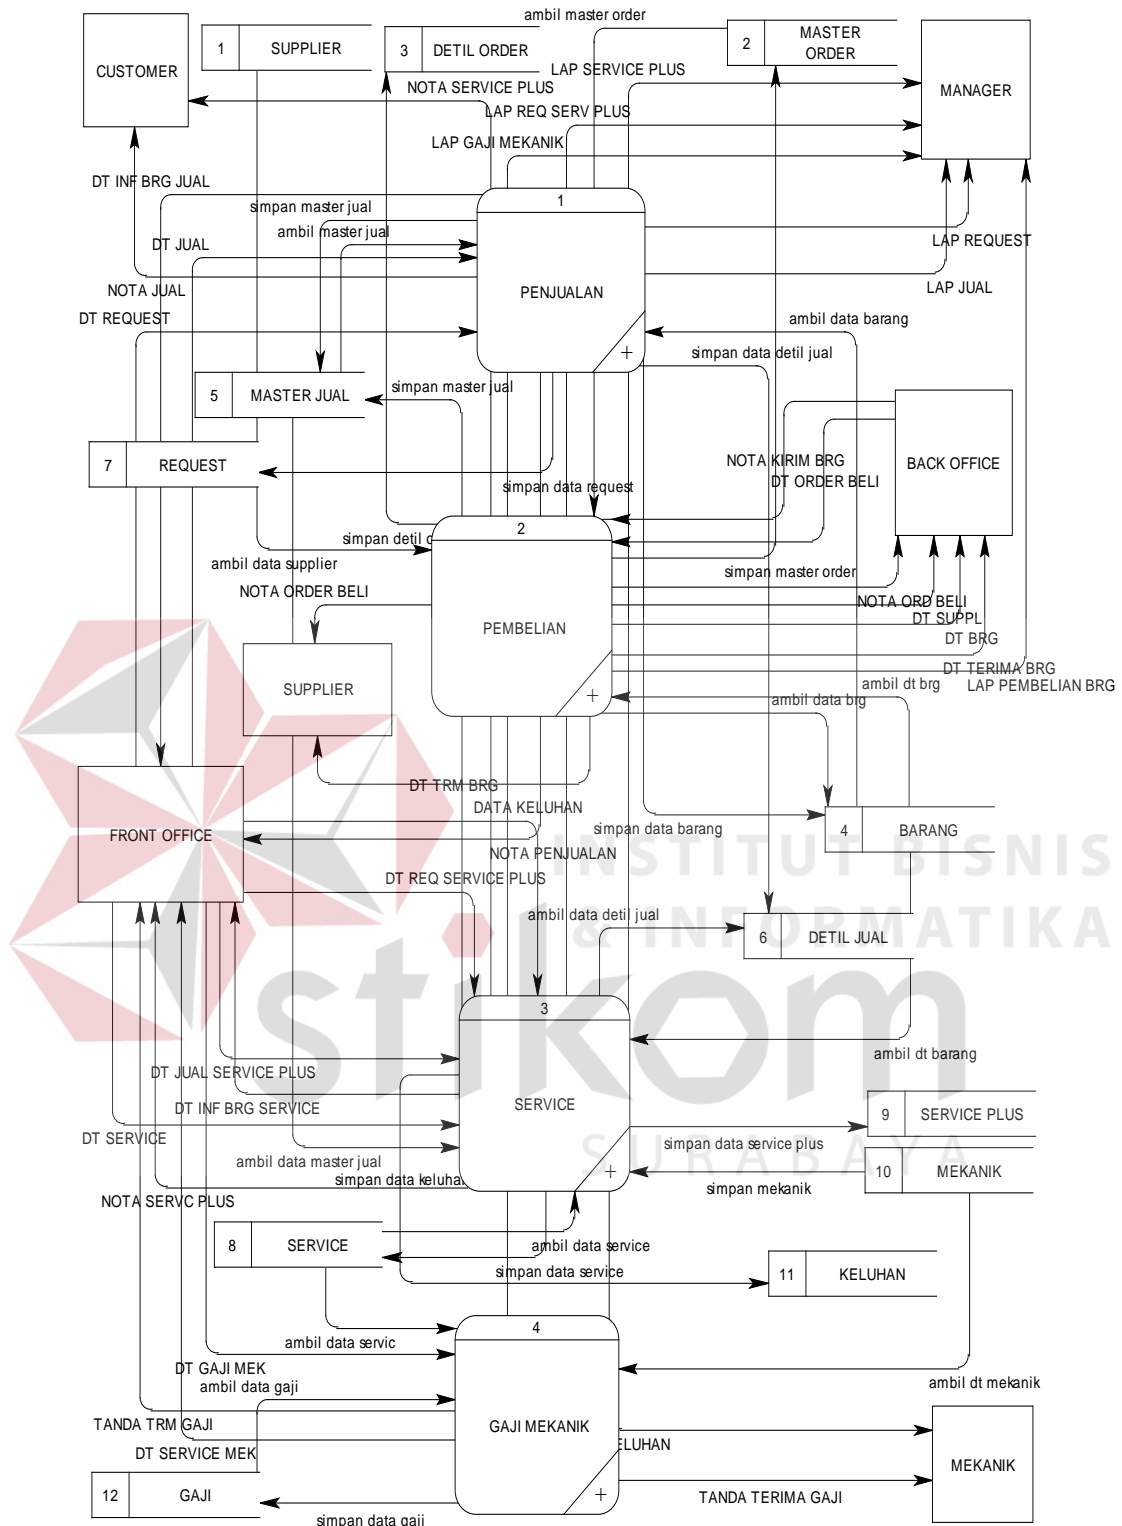 ambil master order
CUSTOMER
1
SUPPLIER
3
DETIL ORDER
2
MASTER
ORDER
MANAGER
LAP SERVICE PLUS
NOTA SERVICE PLUS
LAP REQ SERV PLUS
LAP GAJI MEKANIK
DT INF BRG JUAL
simpan master jual
ambil master jual
DT JUAL
1
PENJUALAN
+
LAP REQUEST
LAP JUAL
NOTA JUAL
DT REQUEST
ambil data barang
simpan data detil jual
5
MASTER JUAL
simpan master jual
7
REQUEST
BACK OFFICE
NOTA KIRIM BRG
DT ORDER BELI
simpan data request
simpan detil
ambil data supplier
2
PEMBELIAN
+
simpan master order
NOTA ORDER BELI
NOTA ORD BELI
DT SUPPL
DT BRG
DT TERIMA BRG
LAP PEMBELIAN BRG
SUPPLIER
ambil dt brg
ambil data brg
DT TRM BRG
DATA KELUHAN
FRONT OFFICE
simpan data barang
4
BARANG
NOTA PENJUALAN
DT REQ SERVICE PLUS
INSTITUT BISNIS
& INFORMATIKA
stikom
SURABAYA
ambil data detil jual
6
DETIL JUAL
3
SERVICE
+
ambil dt barang
DT JUAL SERVICE PLUS
DT INF BRG SERVICE
DT SERVICE
ambil data master jual
simpan data keluhan
NOTA SERVC PLUS
9
SERVICE PLUS
simpan data service plus
10
MEKANIK
simpan mekanik
8
SERVICE
ambil data service
simpan data service
11
KELUHAN
4
GAJI MEKANIK
+
ambil data servic
DT GAJI MEK
ambil data gaji
ambil dt mekanik
TANDA TRM GAJI
DT SERVICE MEK
ELUHAN
MEKANIK
12
GAJI
TANDA TERIMA GAJI
simpan data gaji